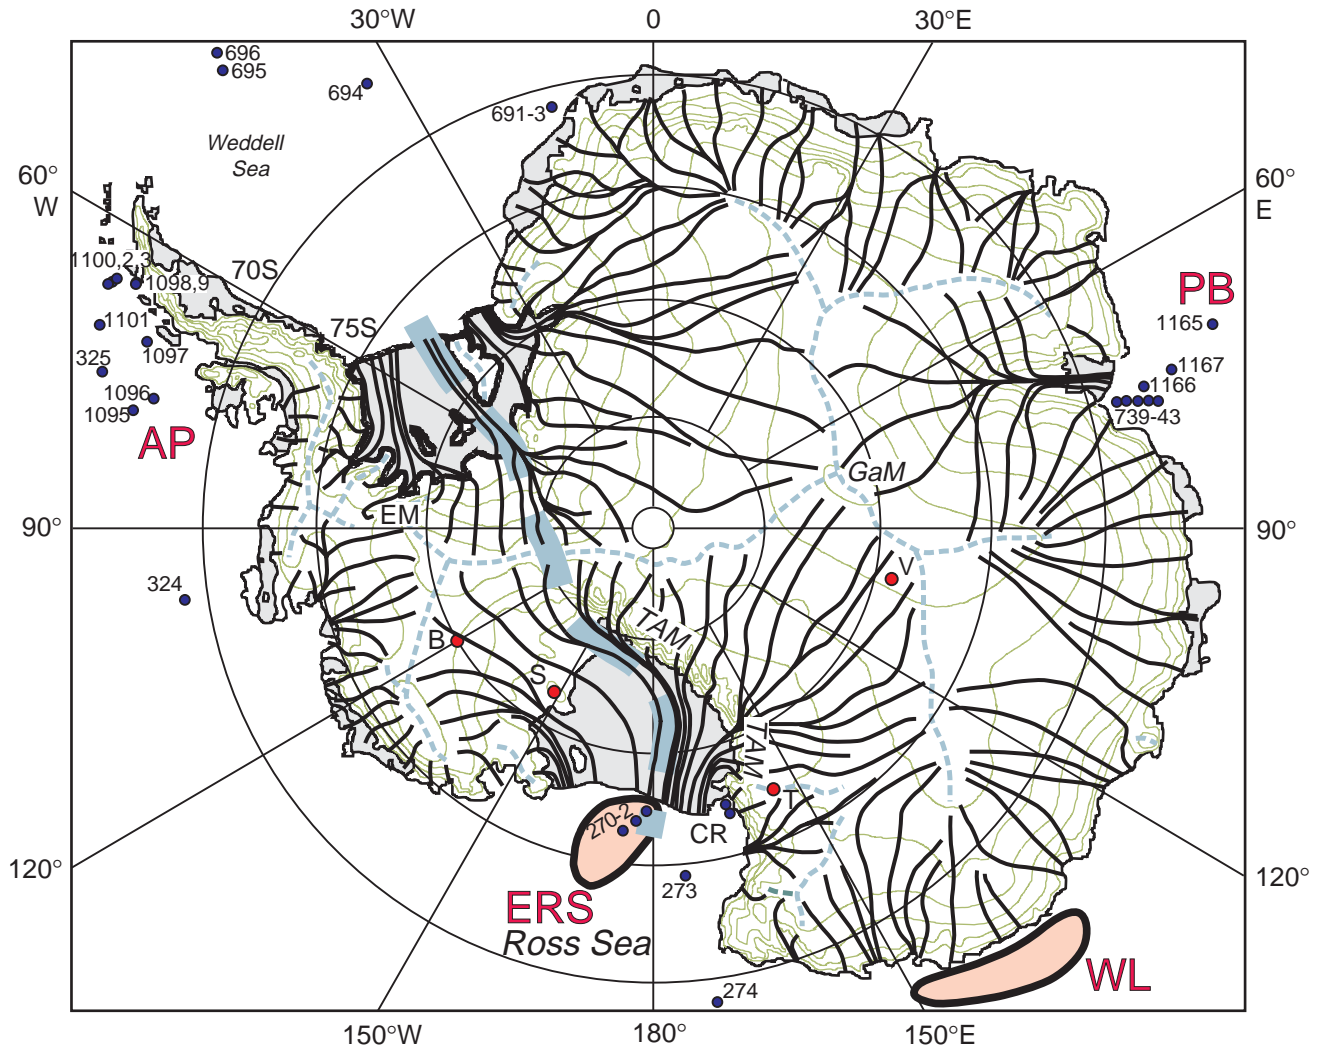 30°W
0
30°E
696
695
694
691-3
Weddell
Sea
60°
W
60°
E
1100,2,3
1098,9
70S
PB
1101
75S
1165
1097
325
1167
1096
1166
1095
739-43
AP
GaM
EM
90°
90°
V
324
TAM
B
S
TAM
T
270-2
CR
120°
120°
273
ERS
Ross Sea
WL
274
150°W
180°
150°E